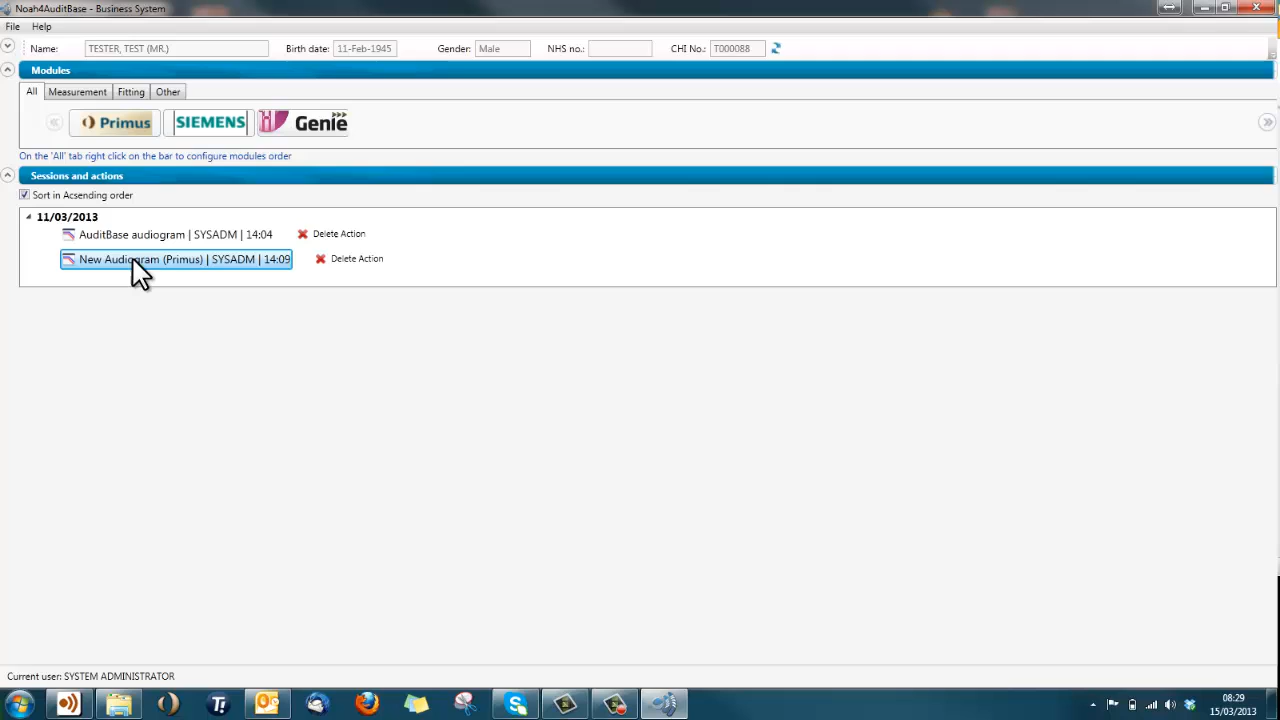 Noah4AuditBase - Business System
File Help
Name: TESTER, TEST (MR.) Birth date: 11-Feb-1945 Gender: Male NHS no.: CHI No.: T000088
Modules
All Measurement Fitting Other
Primus SIEMENS Genie
On the 'All' tab right click on the bar to configure modules order
Sessions and actions
Sort in Acsending order
11/03/2013
AuditBase audiogram | SYSADM | 14:04 Delete Action
New Audiogram (Primus) | SYSADM | 14:09 Delete Action
Current user: SYSTEM ADMINISTRATOR
08:29
15/03/2013